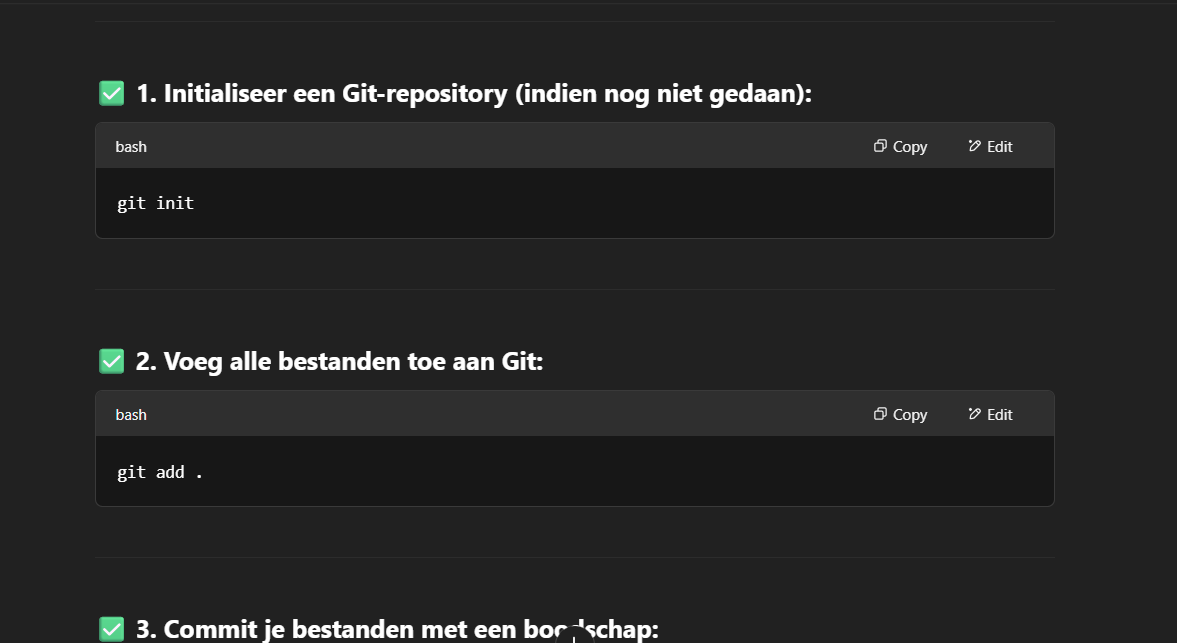 ✅ 1. Initialiseer een Git-repository (indien nog niet gedaan):
bash Copy Edit
git init
✅ 2. Voeg alle bestanden toe aan Git:
bash Copy Edit
git add .
✅ 3. Commit je bestanden met een boodschap: